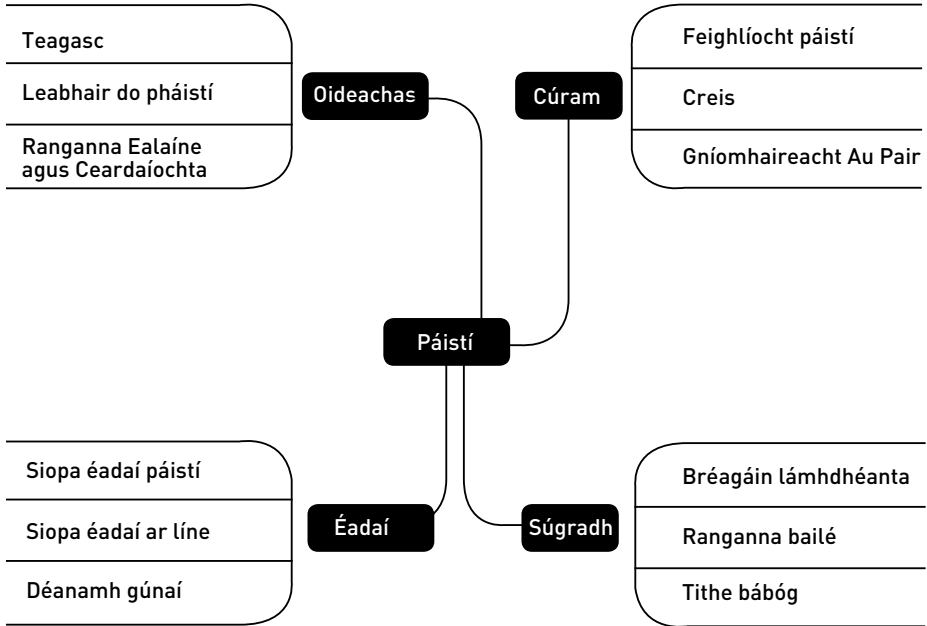 Teagasc
Leabhair do pháistí
Ranganna Ealaíne
agus Ceardaíochta
Oideachas
Cúram
Feighlíocht páistí
Creis
Gníomhaireacht Au Pair
Páistí
Siopa éadaí páistí
Siopa éadaí ar líne
Déanamh gúnaí
Éadaí
Súgradh
Bréagáin lámhdhéanta
Ranganna bailé
Tithe bábóg